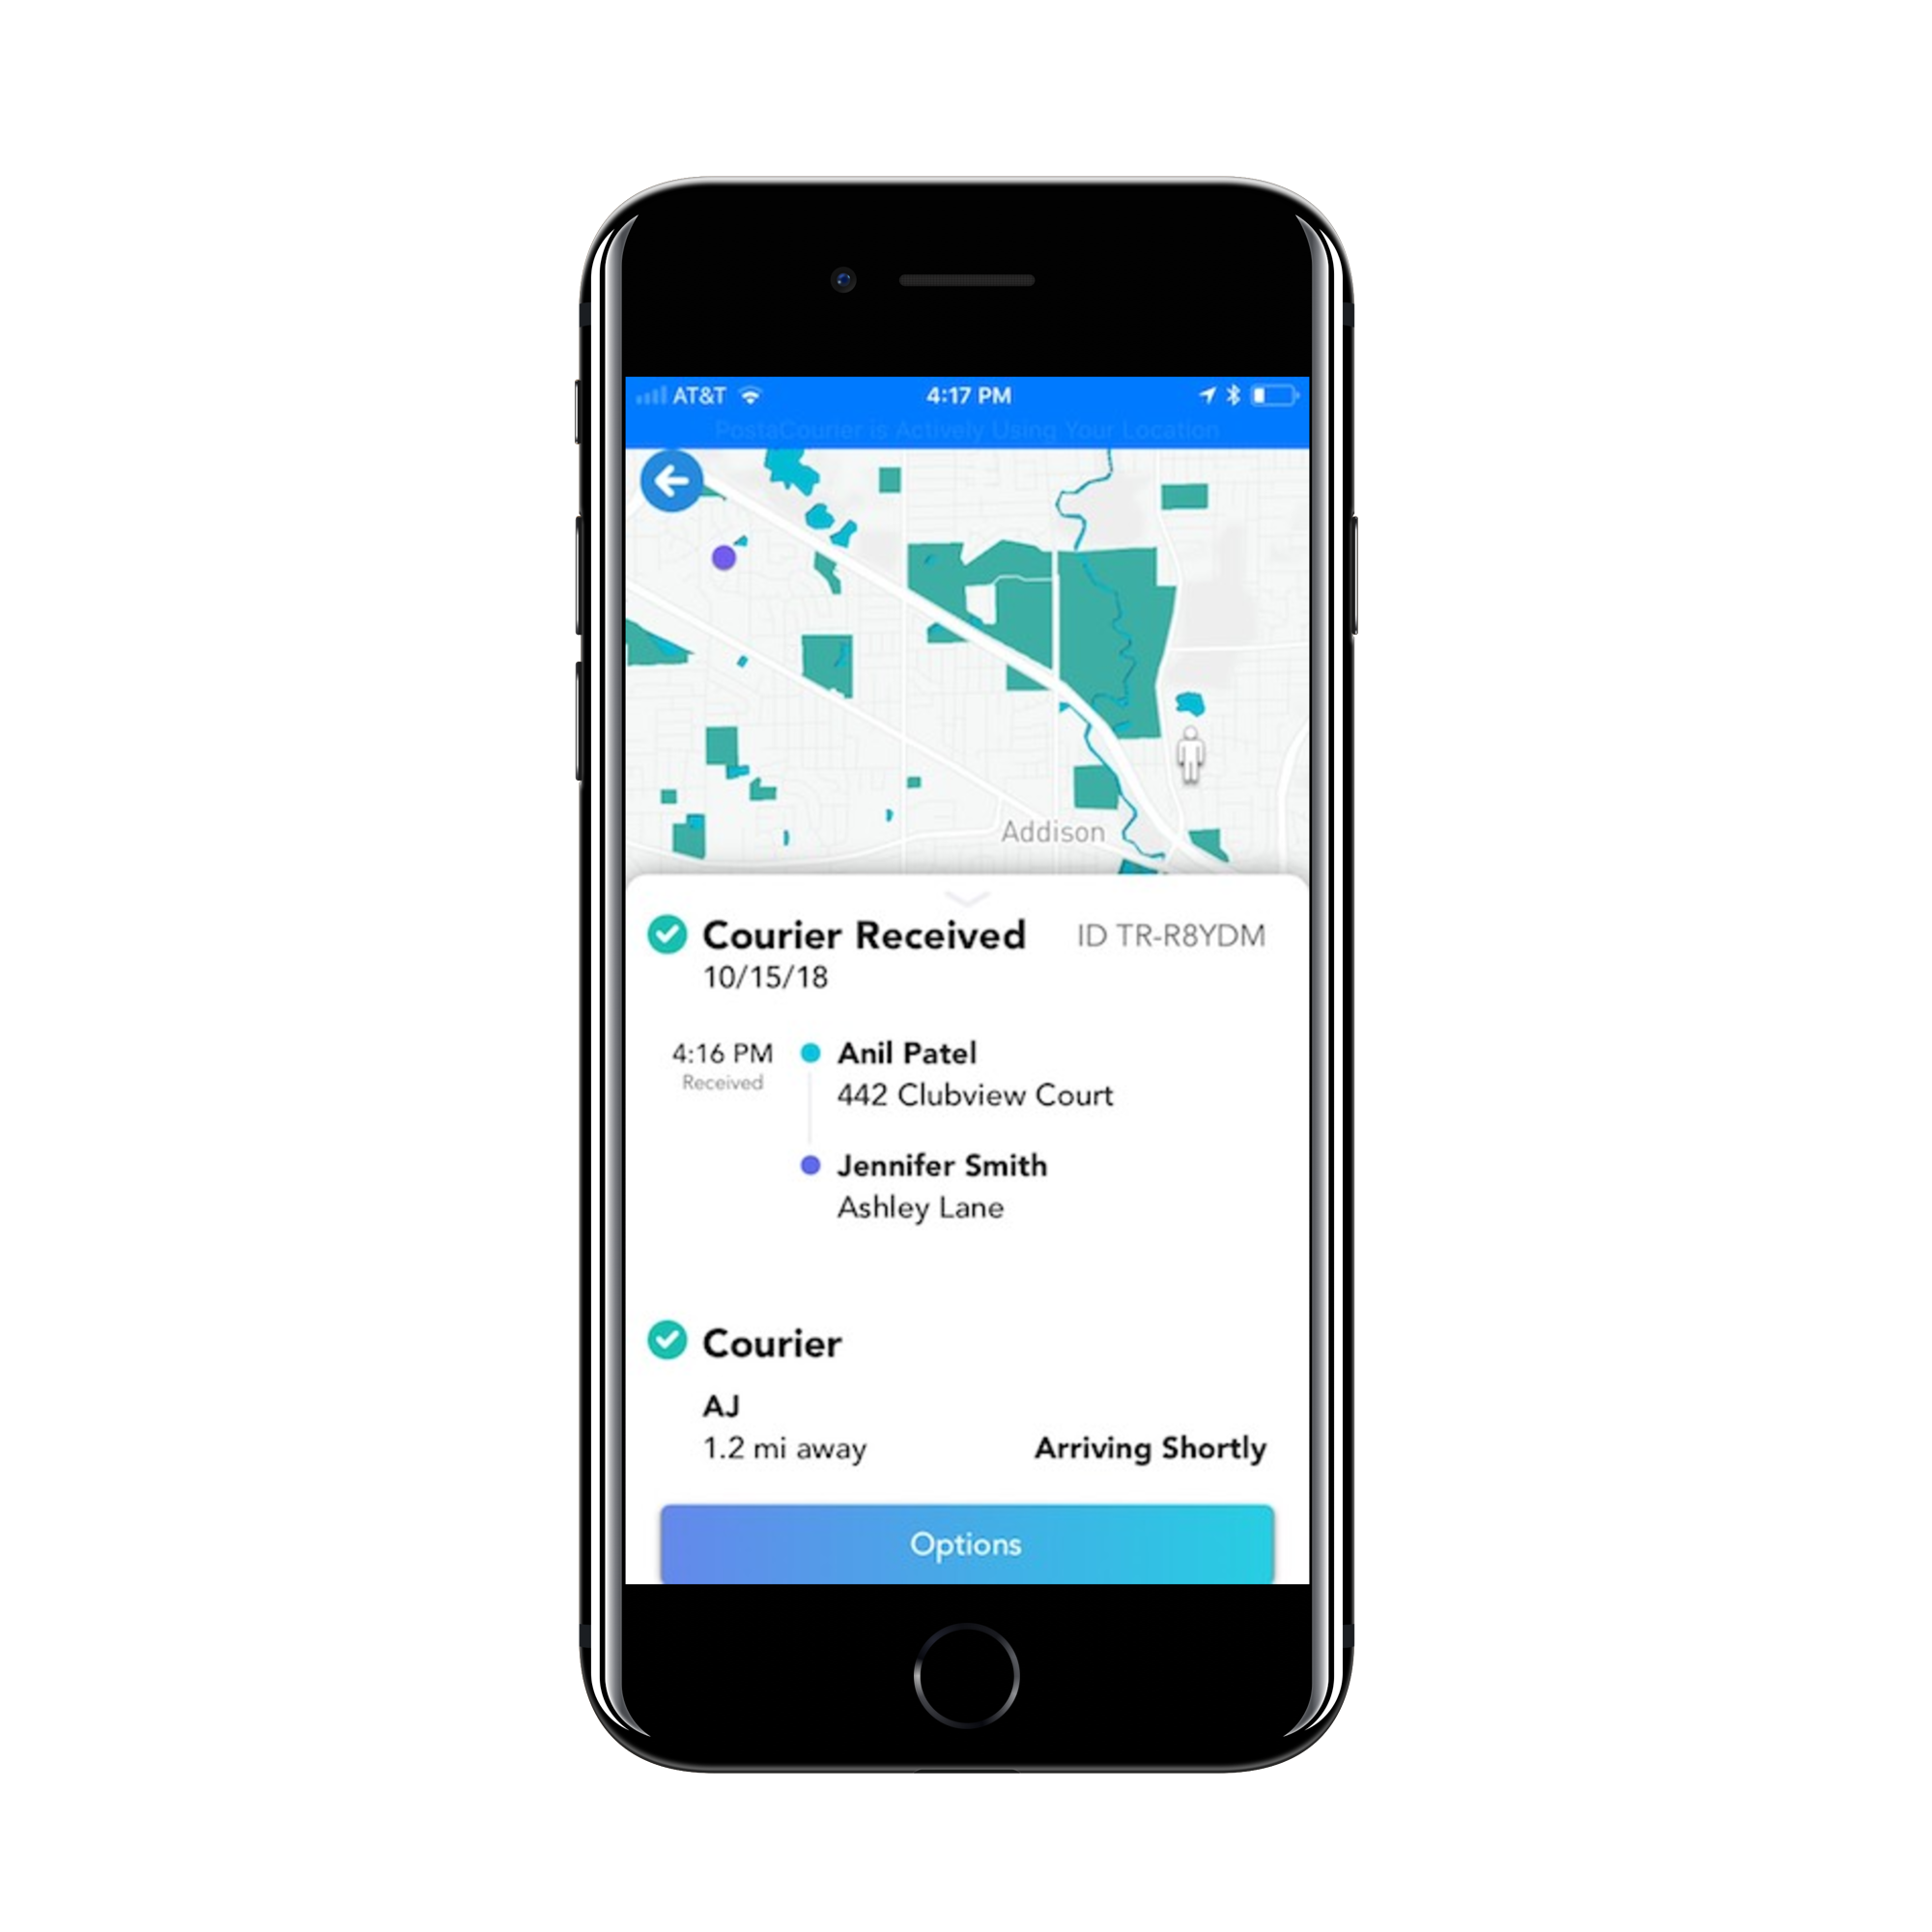 AT&T 4:17 PM
PostaCourier is Actively Using Your Location
Addison
Courier Received ID TR-R8YDM
10/15/18
4:16 PM Anil Patel
Received 442 Clubview Court
Jennifer Smith
Ashley Lane
Courier
AJ
1.2 mi away Arriving Shortly
Options